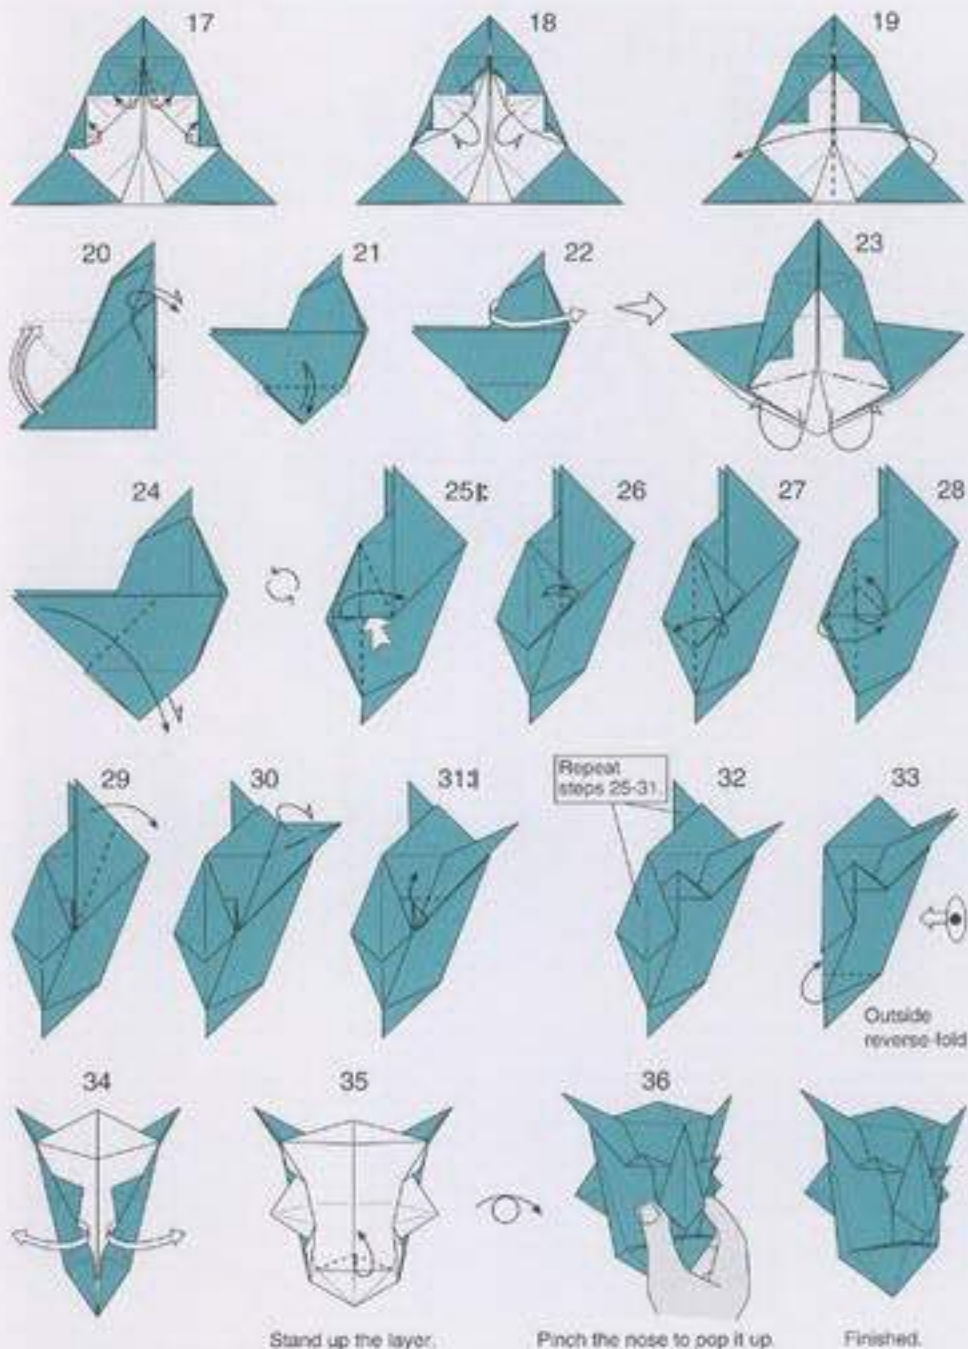 17
18
19
20
21
22
23
24
25
26
27
28
29
30
31
Repeat
steps 25-31.
32
33
Outside
reverse-fold
34
35
36
Stand up the layer.
Pinch the nose to pop it up.
Finished.